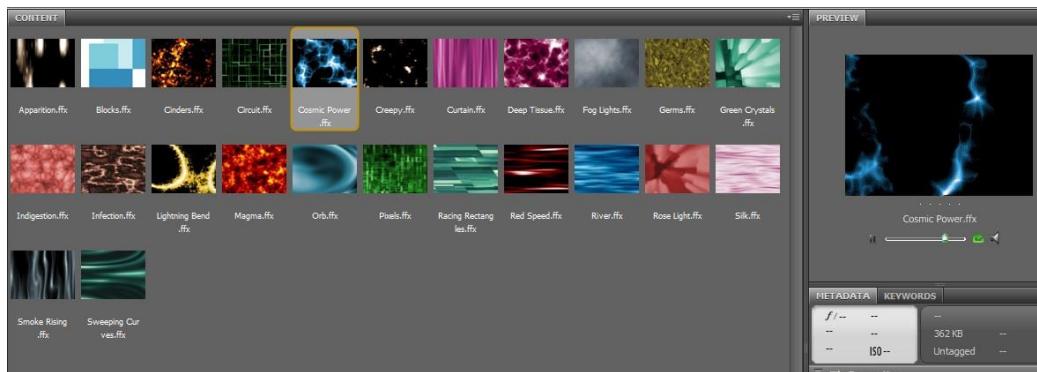 CONTENT
PREVIEW
Apparition.ffx
Blocks.ffx
Cinders.ffx
Circuit.ffx
Cosmic Power
.ffx
Creepy.ffx
Curtain.ffx
Deep Tissue.ffx
Fog Lights.ffx
Germs.ffx
Green Crystals
.ffx
Indigestion.ffx
Infection.ffx
Lightning Bend
.ffx
Magma.ffx
Orb.ffx
Pixels.ffx
Racing Rectang
les.ffx
Red Speed.ffx
River.ffx
Rose Light.ffx
Silk.ffx
Smoke Rising
.ffx
Sweeping Cur
ves.ffx
Cosmic Power.ffx
METADATA KEYWORDS
f/-- -- --
-- -- 362 KB --
-- ISO -- Untagged --